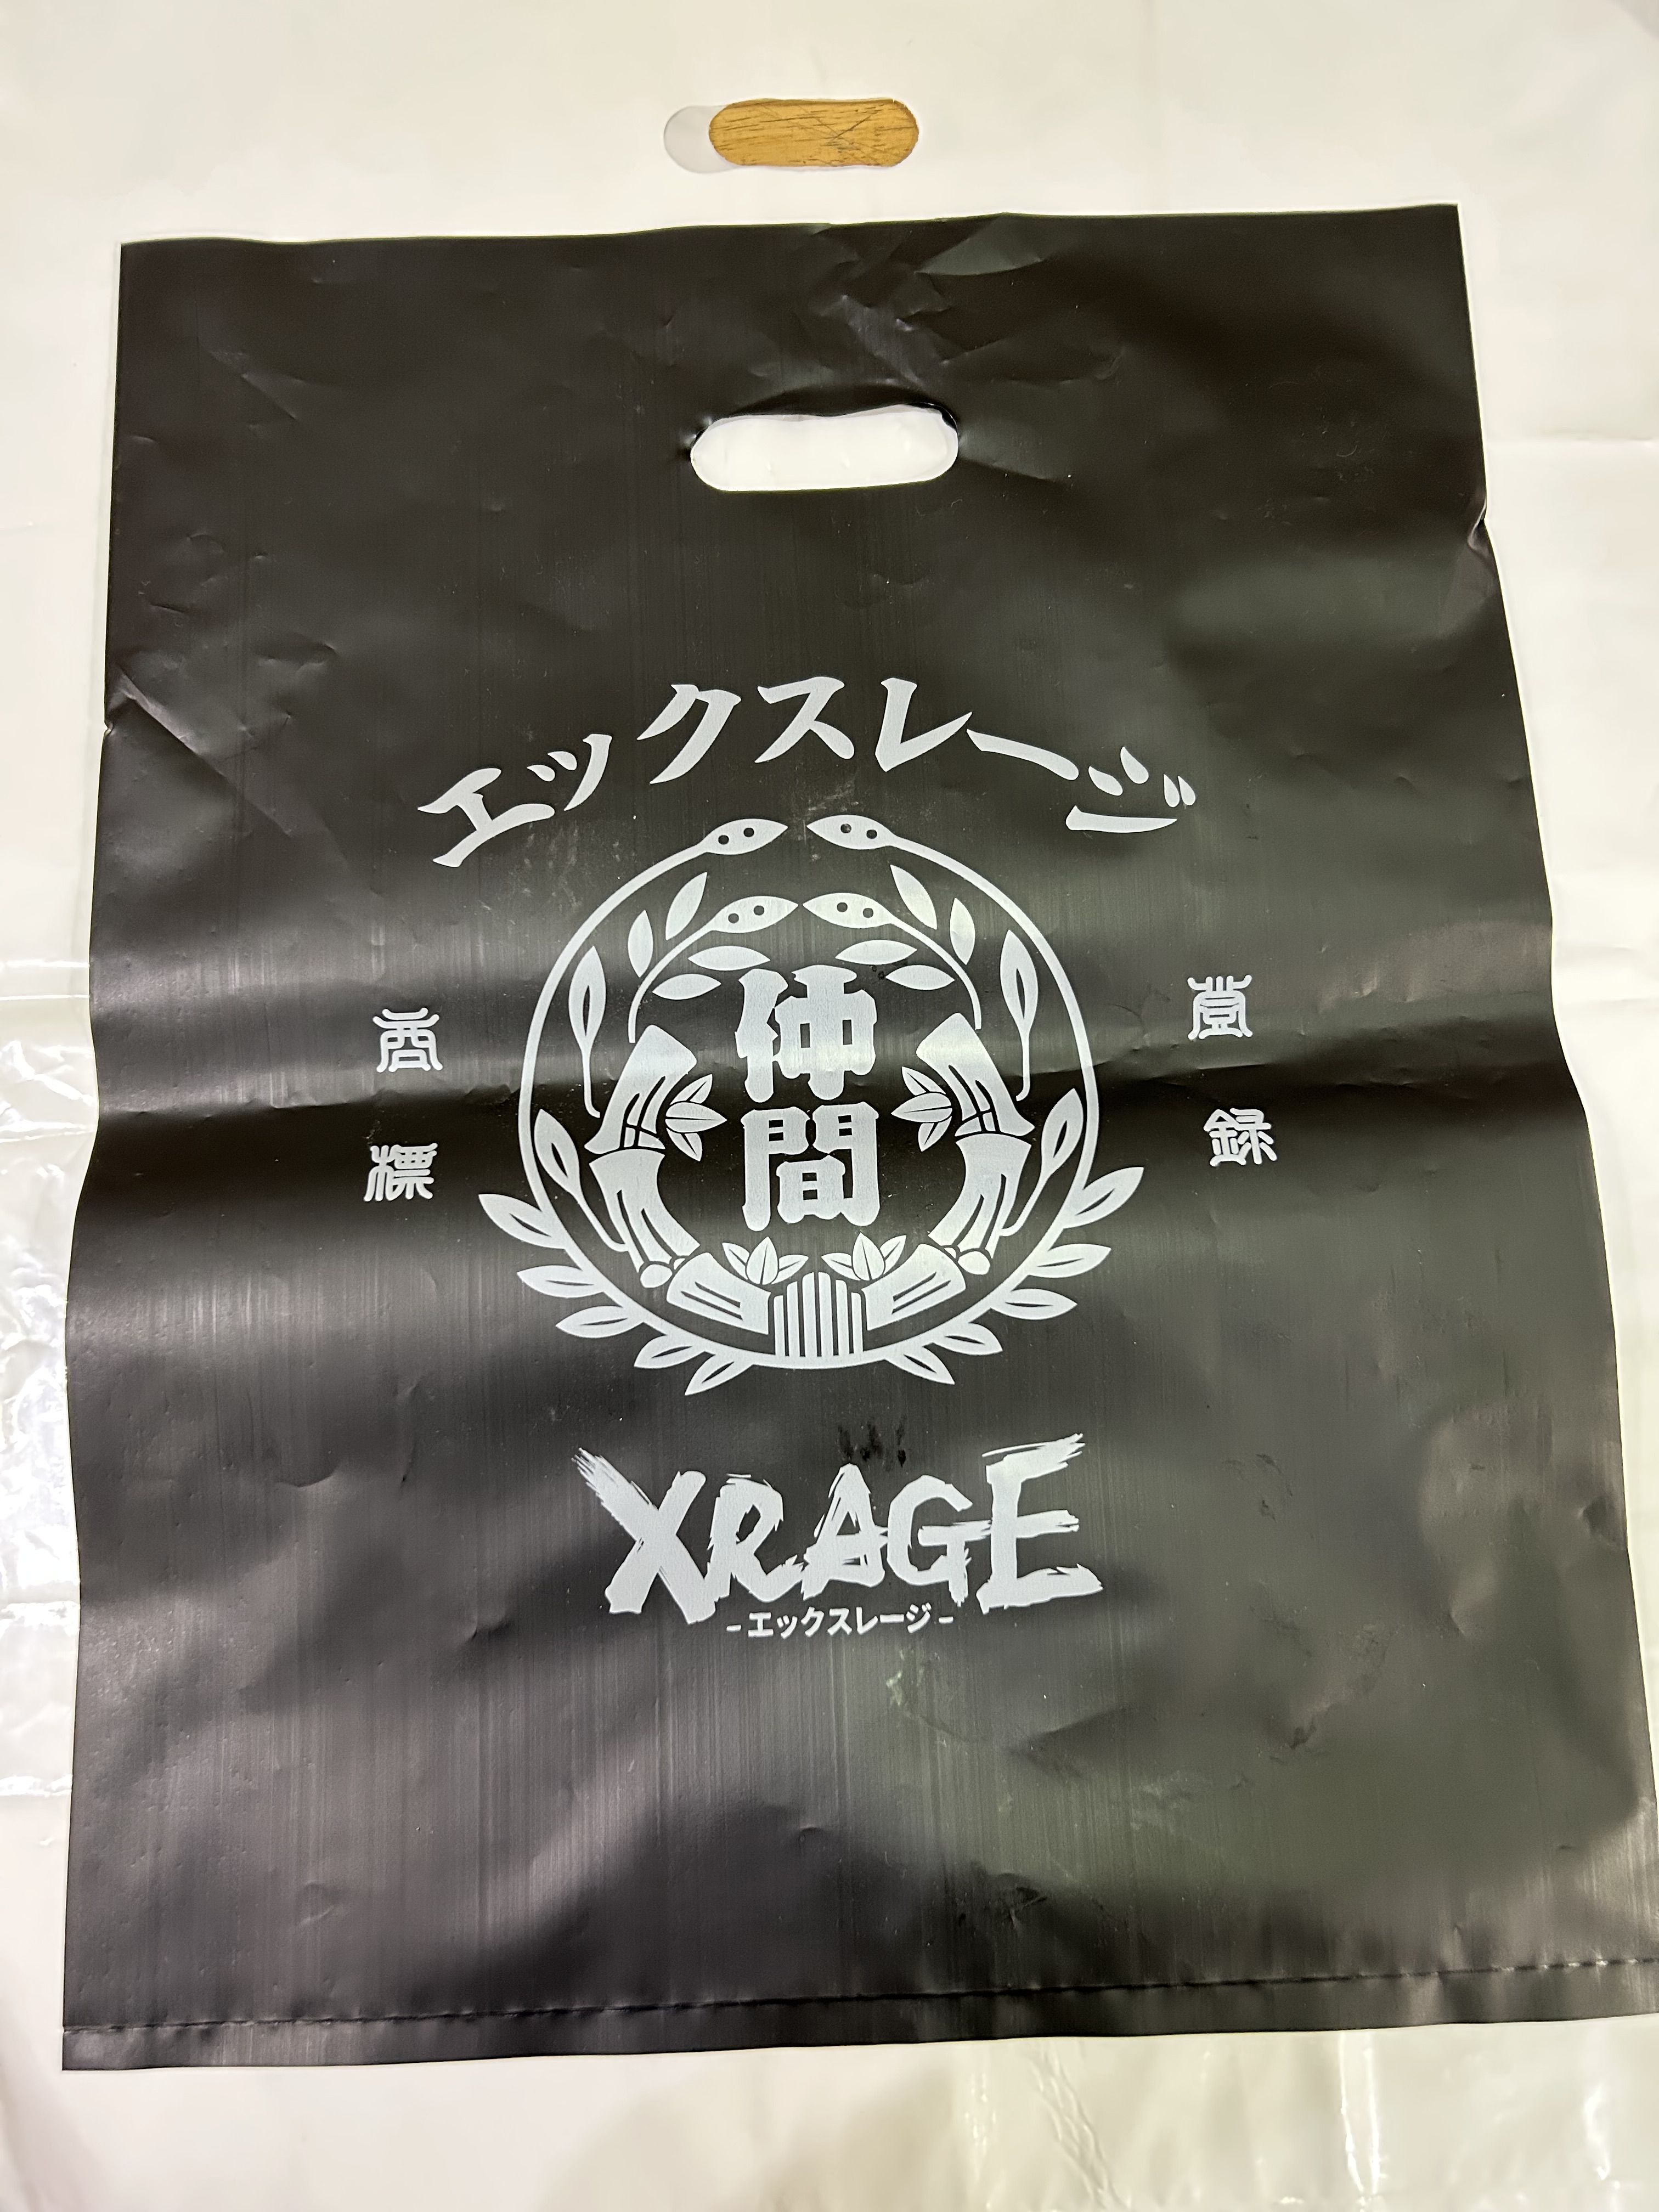 エックスレージ
仲間
商標
登録
XRAGE
-エックスレージ-